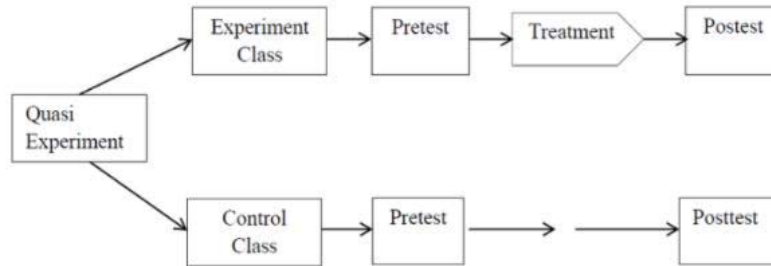 Experiment
Class
Pretest
Treatment
Postest
Quasi
Experiment
Control
Class
Pretest
Posttest